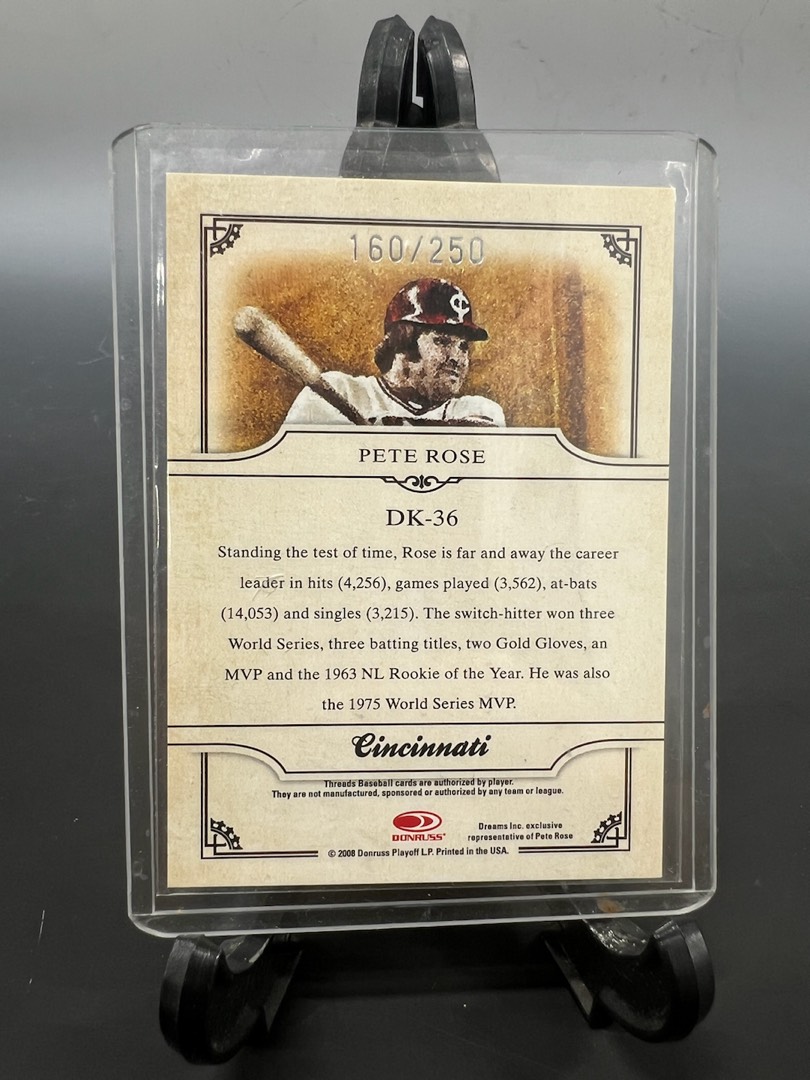 160/250
C
PETE ROSE
DK-36
Standing the test of time, Rose is far and away the career
leader in hits (4,256), games played (3,562), at-bats
(14,053) and singles (3,215). The switch-hitter won three
World Series, three batting titles, two Gold Gloves, an
MVP and the 1963 NL Rookie of the Year. He was also
the 1975 World Series MVP.
Cincinnati
Threads Baseball cards are authorized by player.
They are not manufactured, sponsored or authorized by any team or league.
DONRUSS
Dreams Inc. exclusive
representative of Pete Rose
© 2008 Donruss Playoff L.P. Printed in the USA.